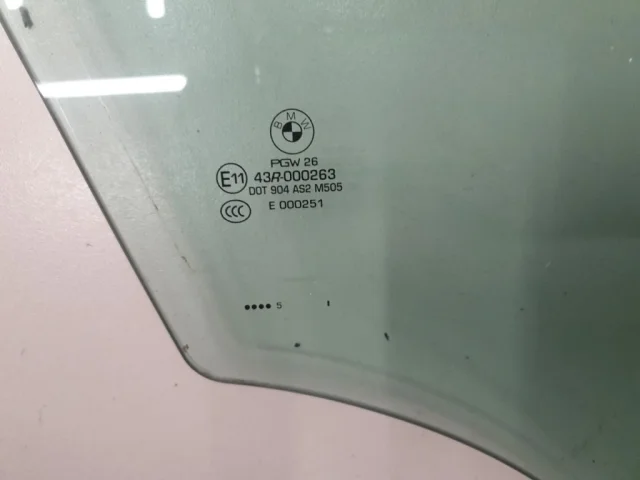 BMW
PGW 26
E11 43R-000263
DOT 904 AS2 M505
CCC E 000251
•••• 5